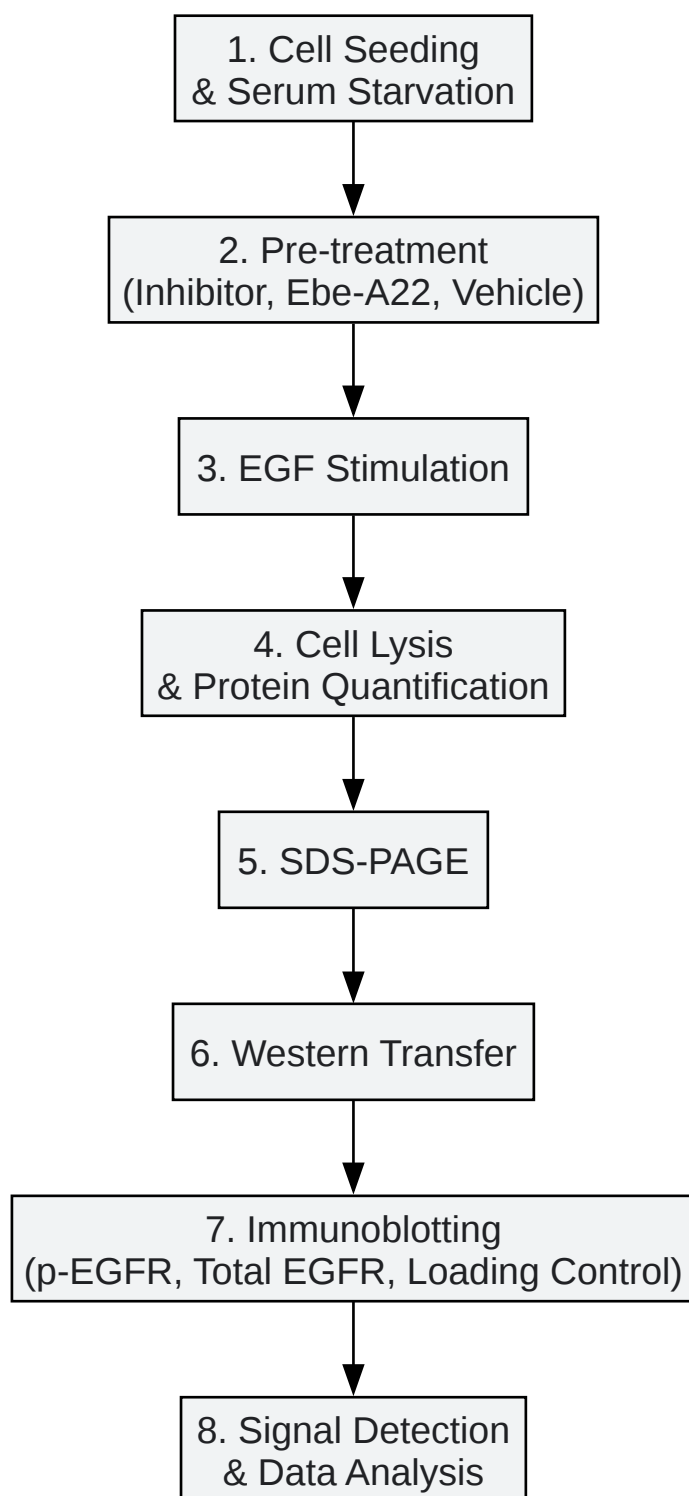 1. Cell Seeding
& Serum Starvation
2. Pre-treatment
(Inhibitor, Ebe-A22, Vehicle)
3. EGF Stimulation
4. Cell Lysis
& Protein Quantification
5. SDS-PAGE
6. Western Transfer
7. Immunoblotting
(p-EGFR, Total EGFR, Loading Control)
8. Signal Detection
& Data Analysis